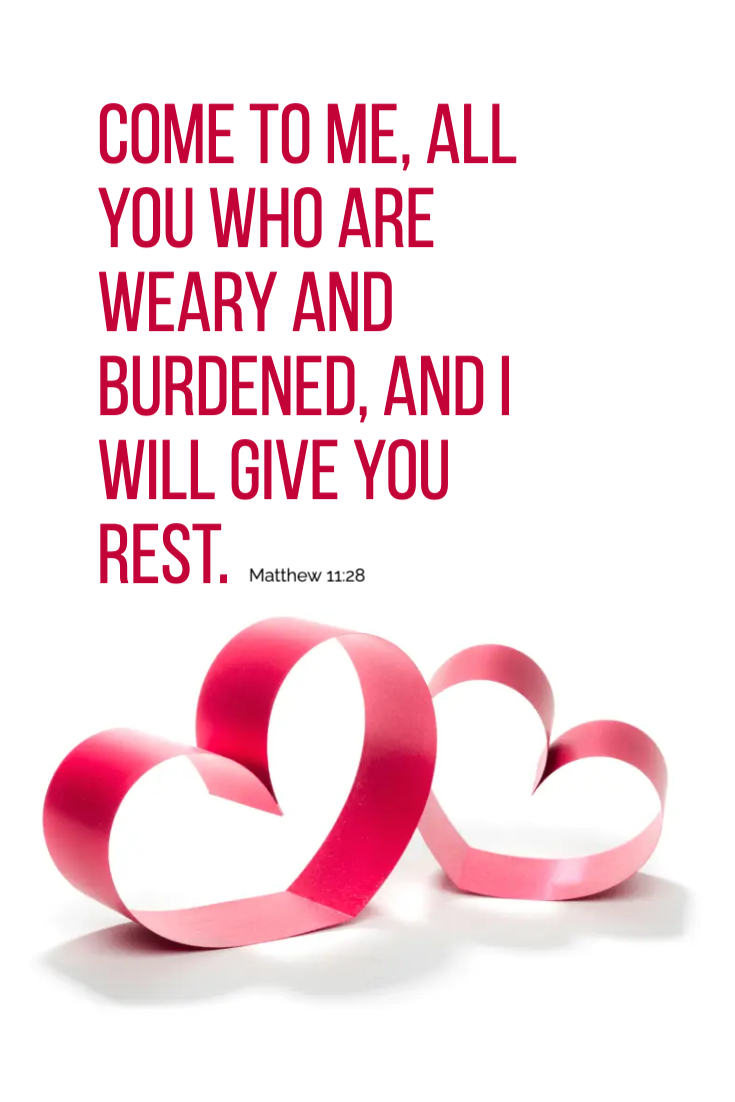 COME TO ME, ALL
YOU WHO ARE
WEARY AND
BURDENED, AND I
WILL GIVE YOU
REST. Matthew 11:28